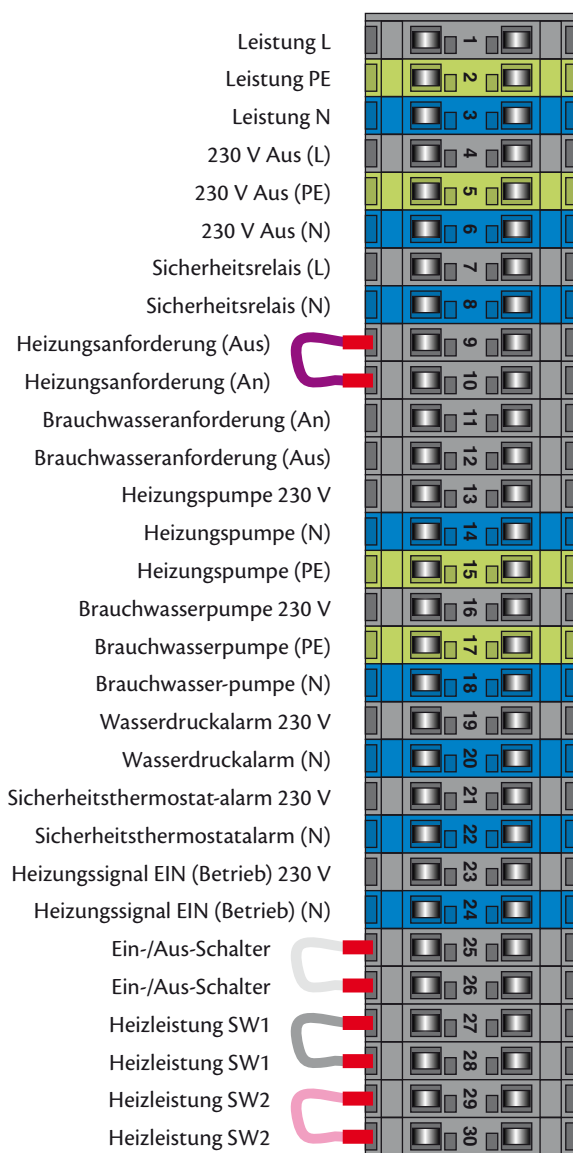 Leistung L 1
Leistung PE 2
Leistung N 3
230 V Aus (L) 4
230 V Aus (PE) 5
230 V Aus (N) 6
Sicherheitsrelais (L) 7
Sicherheitsrelais (N) 8
Heizungsanforderung (Aus) 9
Heizungsanforderung (An) 10
Brauchwasseranforderung (An) 11
Brauchwasseranforderung (Aus) 12
Heizungspumpe 230 V 13
Heizungspumpe (N) 14
Heizungspumpe (PE) 15
Brauchwasserpumpe 230 V 16
Brauchwasserpumpe (PE) 17
Brauchwasser-pumpe (N) 18
Wasserdruckalarm 230 V 19
Wasserdruckalarm (N) 20
Sicherheitsthermostat-alarm 230 V 21
Sicherheitsthermostatalarm (N) 22
Heizungssignal EIN (Betrieb) 230 V 23
Heizungssignal EIN (Betrieb) (N) 24
Ein-/Aus-Schalter 25
Ein-/Aus-Schalter 26
Heizleistung SW1 27
Heizleistung SW1 28
Heizleistung SW2 29
Heizleistung SW2 30